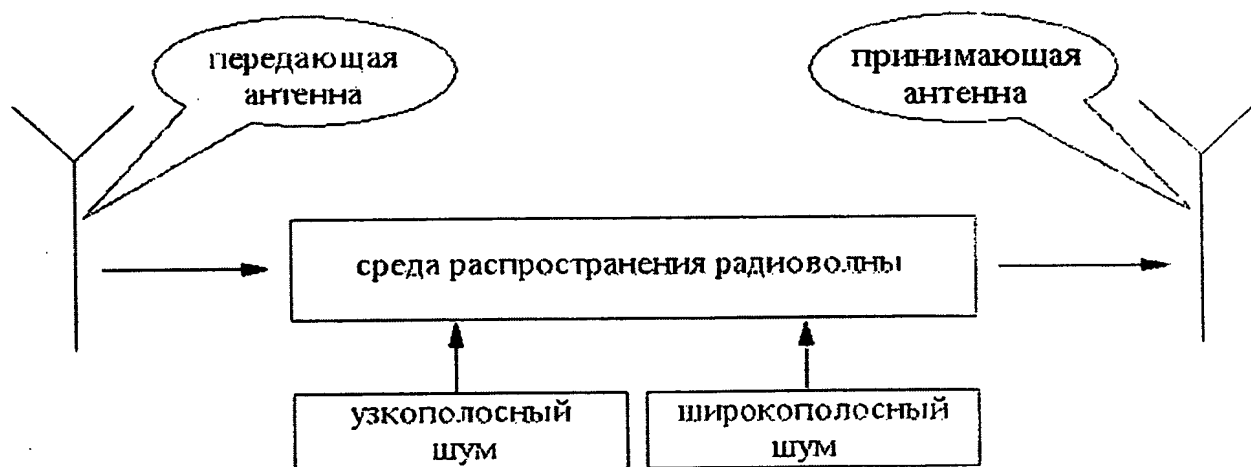 передающая
антенна
принимающая
антенна
среда распространения радиоволны
узкополосный
шум
широкополосный
шум